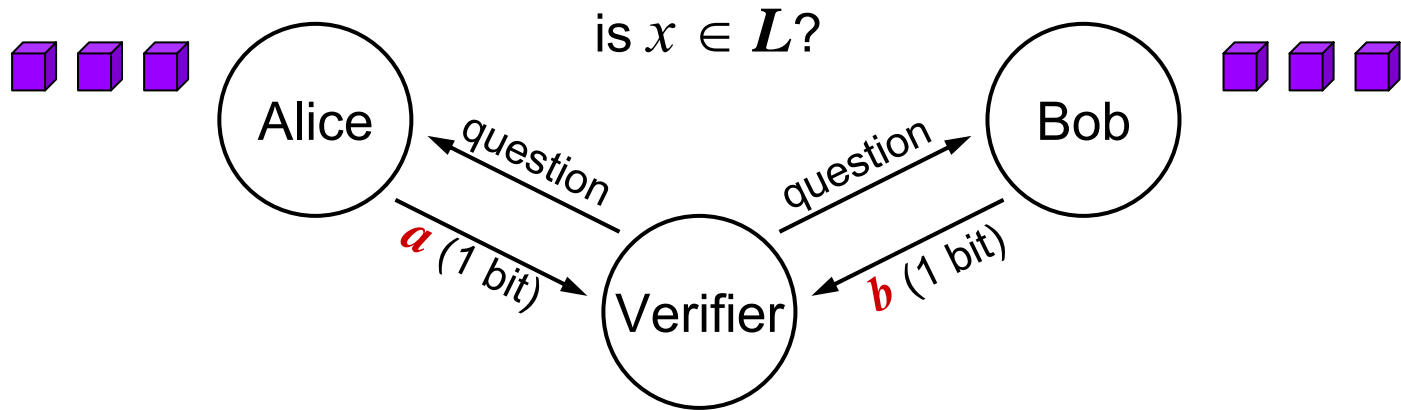 is x ∈ L?
Alice
Bob
question
question
a (1 bit)
b (1 bit)
Verifier